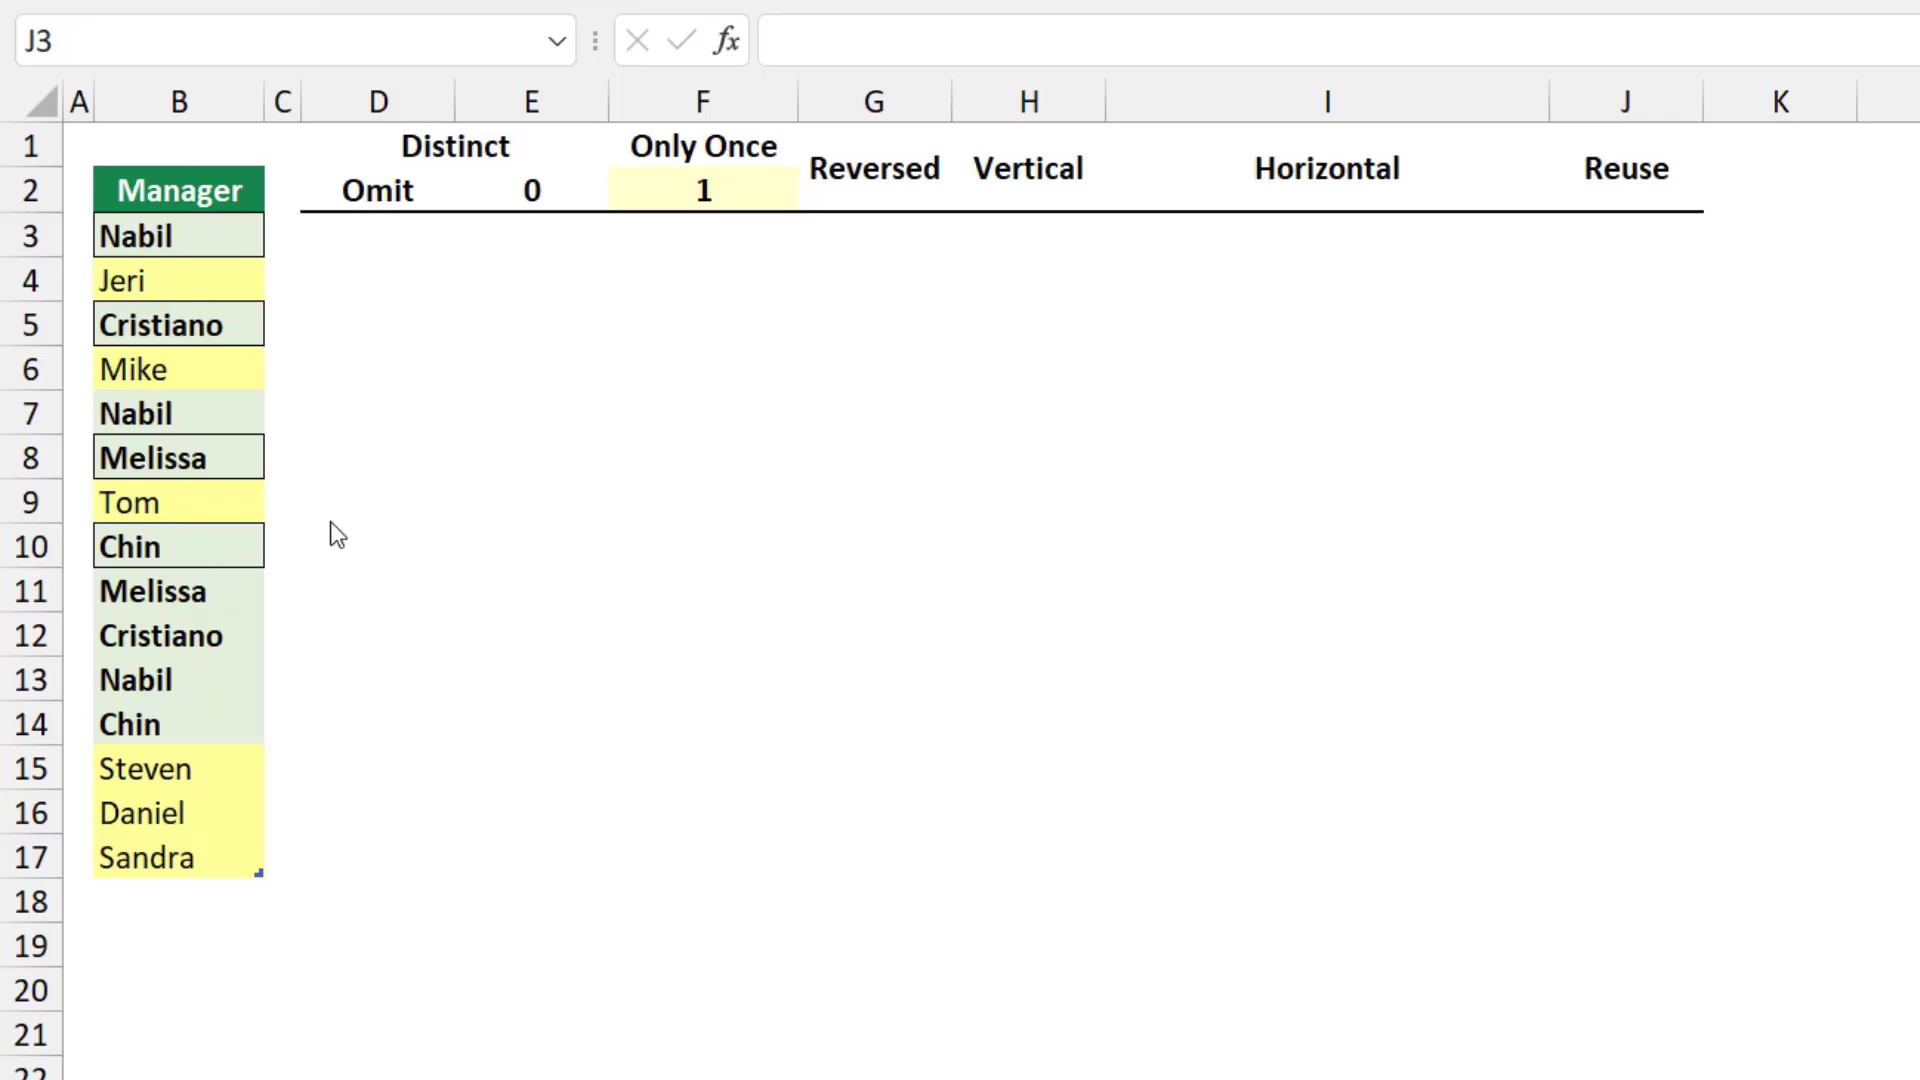 J3
fx
A B C D E F G H I J K
1 Distinct Only Once Reversed Vertical Horizontal Reuse
2 Manager Omit 0 1
3 Nabil
4 Jeri
5 Cristiano
6 Mike
7 Nabil
8 Melissa
9 Tom
10 Chin
11 Melissa
12 Cristiano
13 Nabil
14 Chin
15 Steven
16 Daniel
17 Sandra
18
19
20
21
22